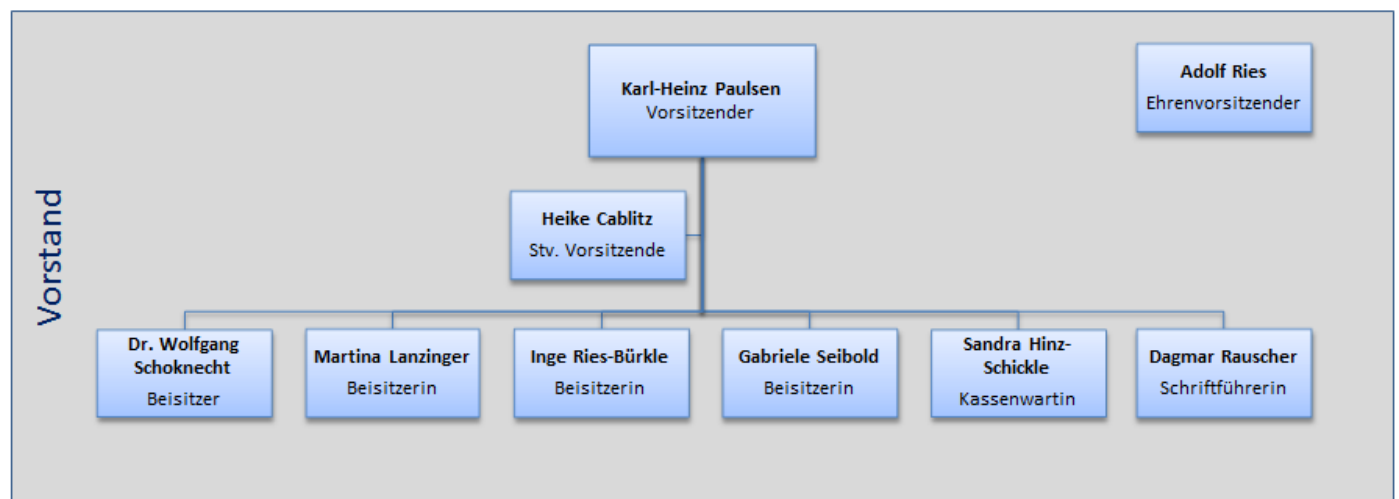 Karl-Heinz Paulsen
Vorsitzender
Adolf Ries
Ehrenvorsitzender
Vorstand
Heike Cablitz
Stv. Vorsitzende
Dr. Wolfgang
Schoknecht
Beisitzer
Martina Lanzinger
Beisitzerin
Inge Ries-Bürkle
Beisitzerin
Gabriele Seibold
Beisitzerin
Sandra Hinz-
Schickle
Kassenwartin
Dagmar Rauscher
Schriftführerin